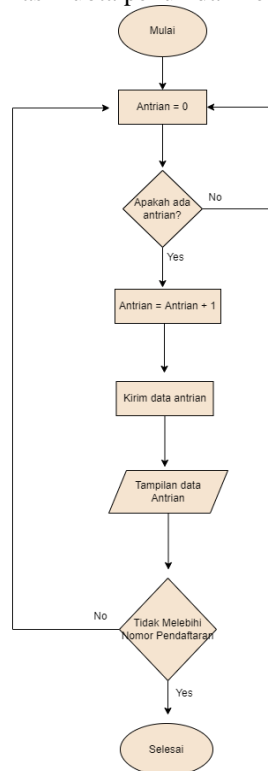 Mulai
Antrian = 0
Apakah ada
antrian?
No
Yes
Antrian = Antrian + 1
Kirim data antrian
Tampilan data
Antrian
Tidak Melebihi
Nomor Pendaftaran
No
Yes
Selesai